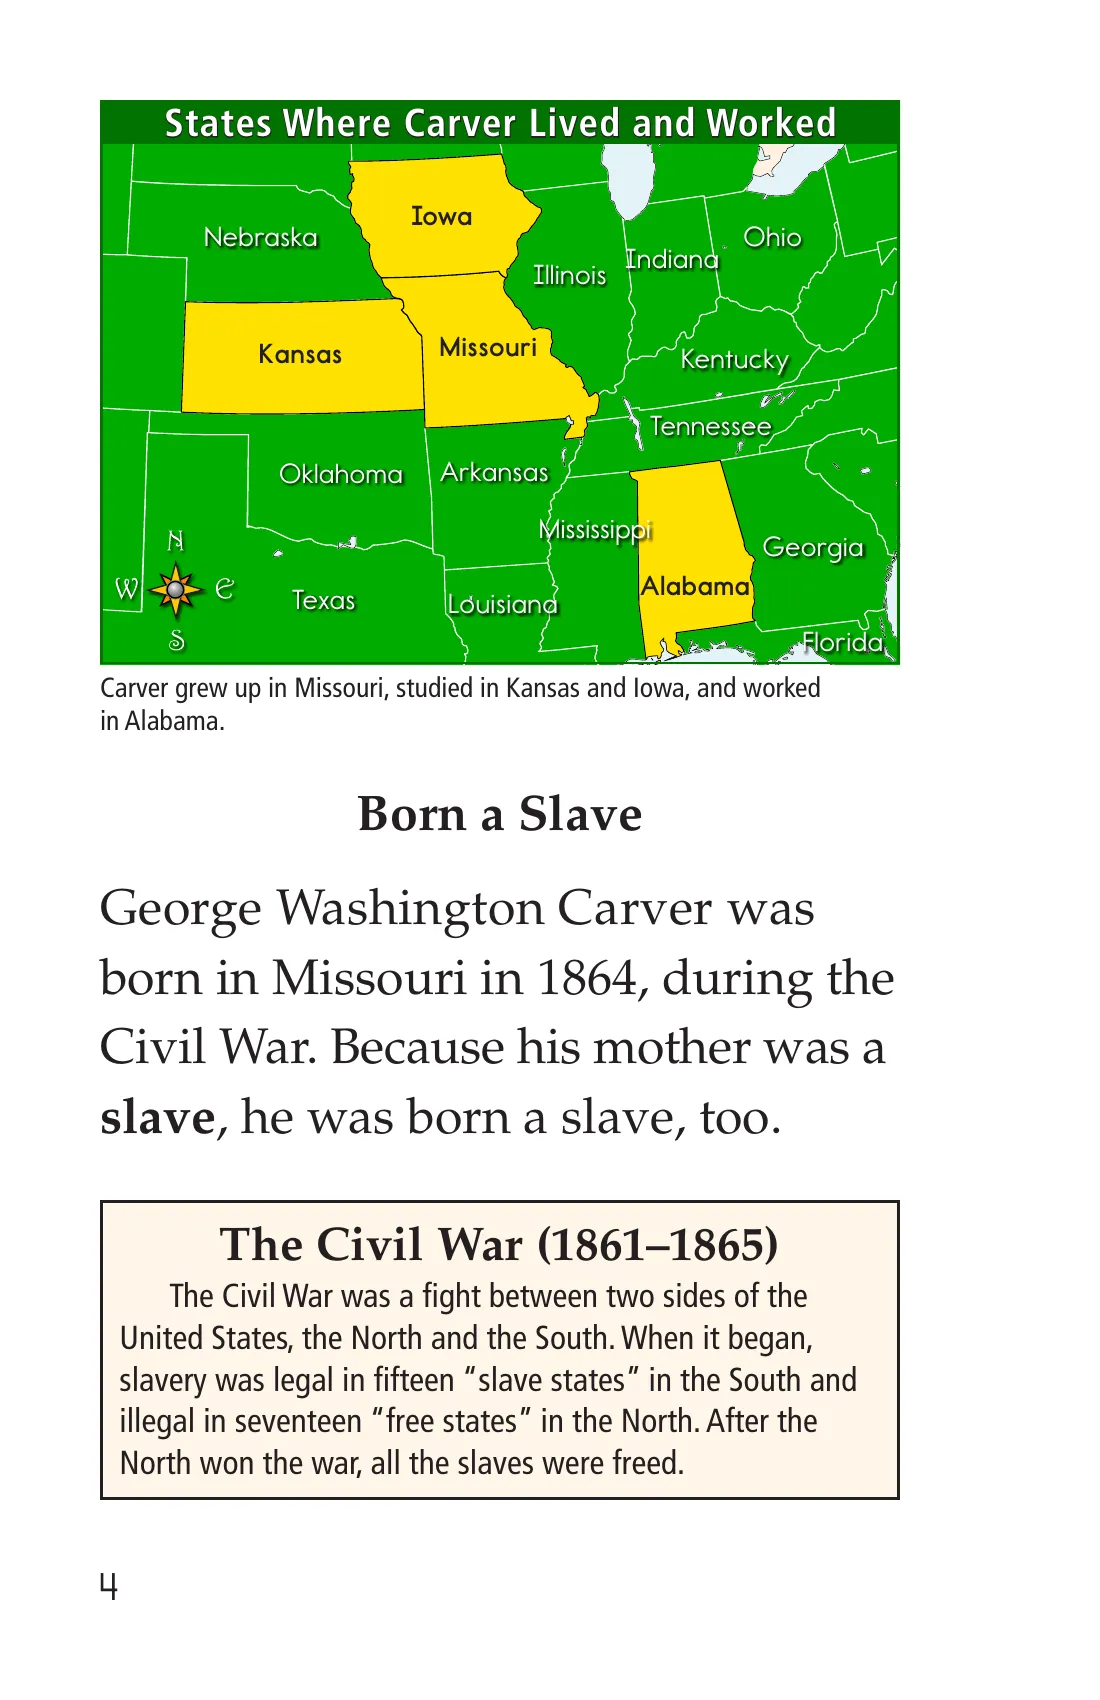 States Where Carver Lived and Worked
Iowa
Nebraska
Ohio
Indiana
Illinois
Kansas
Missouri
Kentucky
Tennessee
Oklahoma
Arkansas
Mississippi
Georgia
N
W
E
S
Alabama
Texas
Louisiana
Florida
Carver grew up in Missouri, studied in Kansas and Iowa, and worked
in Alabama.
Born a Slave
George Washington Carver was
born in Missouri in 1864, during the
Civil War. Because his mother was a
slave, he was born a slave, too.
The Civil War (1861–1865)
The Civil War was a fight between two sides of the
United States, the North and the South. When it began,
slavery was legal in fifteen “slave states” in the South and
illegal in seventeen “free states” in the North. After the
North won the war, all the slaves were freed.
4